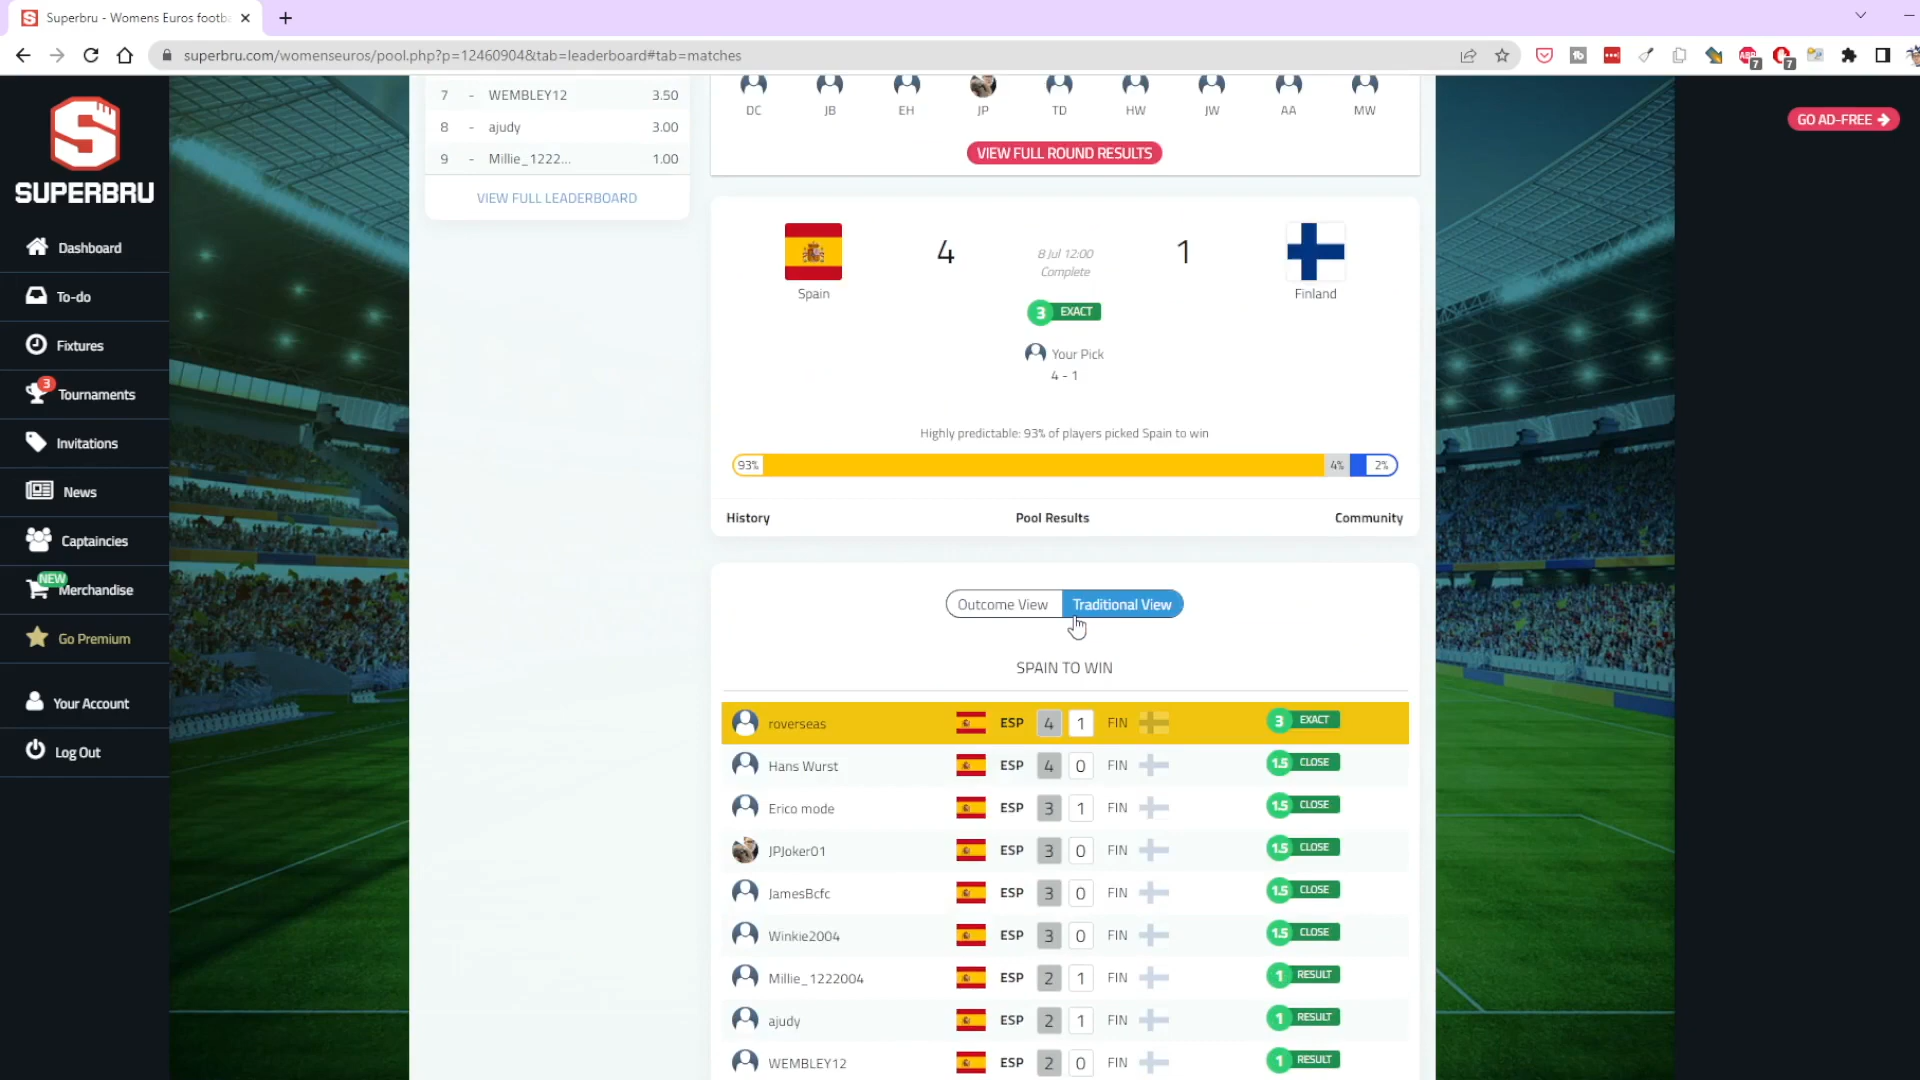 Superbru - Womens Euros footba
superbru.com/womenseuros/pool.php?p=12460904&tab=leaderboard#tab=matches
7
7
SUPERBRU
Dashboard
To-do
Fixtures
3
Tournaments
Invitations
News
Captaincies
NEW
Merchandise
Go Premium
Your Account
Log Out
7 - WEMBLEY12 3.50
8 - ajudy 3.00
9 - Millie_1222... 1.00
VIEW FULL LEADERBOARD
DC JB EH JP TD HW JW AA MW
VIEW FULL ROUND RESULTS
GO AD-FREE
4 8 Jul 12:00 1
Complete
Spain Finland
3 EXACT
Your Pick
4 - 1
Highly predictable: 93% of players picked Spain to win
93% 4% 2%
History Pool Results Community
Outcome View Traditional View
SPAIN TO WIN
roverseas ESP 4 1 FIN 3 EXACT
Hans Wurst ESP 4 0 FIN 1.5 CLOSE
Erico mode ESP 3 1 FIN 1.5 CLOSE
JPJoker01 ESP 3 0 FIN 1.5 CLOSE
JamesBcfc ESP 3 0 FIN 1.5 CLOSE
Winkie2004 ESP 3 0 FIN 1.5 CLOSE
Millie_1222004 ESP 2 1 FIN 1 RESULT
ajudy ESP 2 1 FIN 1 RESULT
WEMBLEY12 ESP 2 0 FIN 1 RESULT